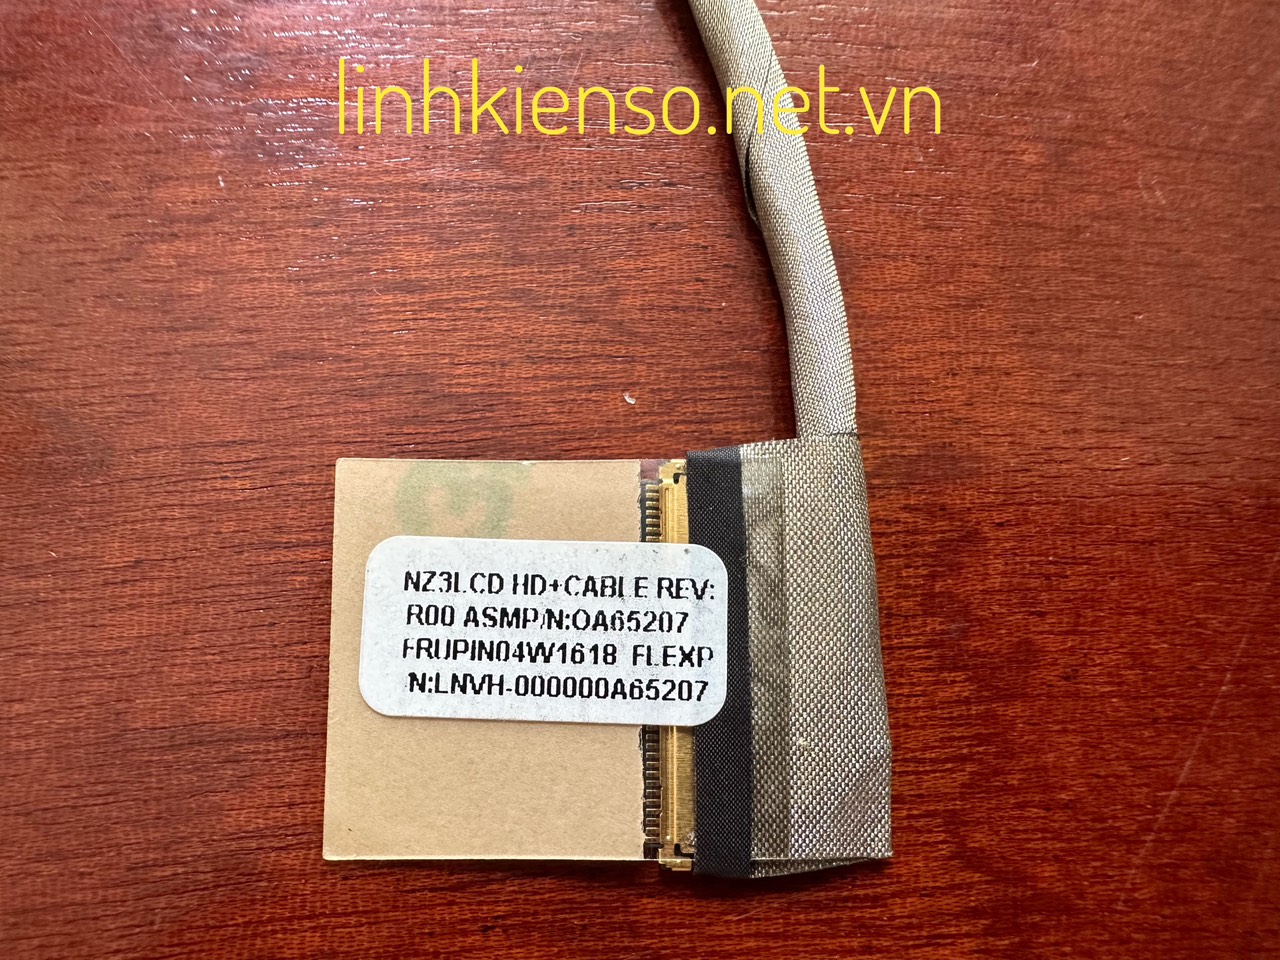 linhkienso.net.vn
NZ3LCD HD+CABLE REV:
R00 ASMP/N:OA65207
FRUPIN04W1618 FLEXP
N:LNVH-000000A65207